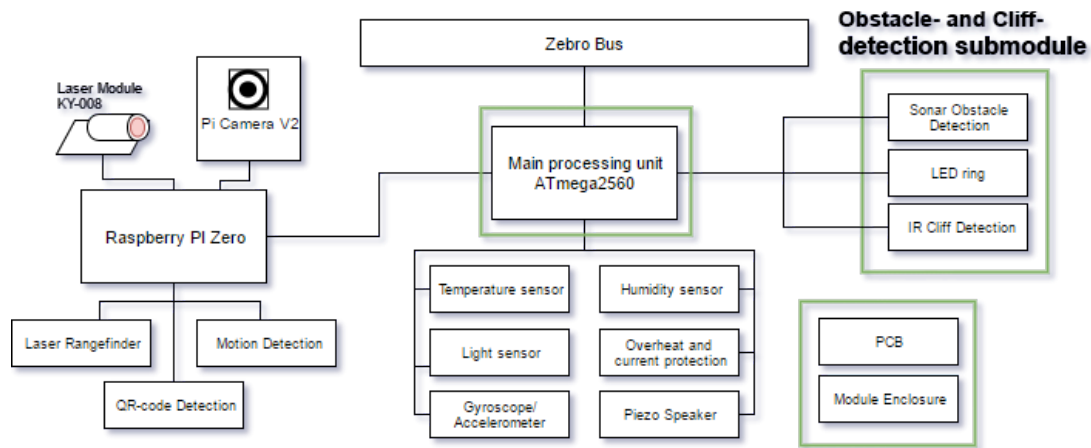 Obstacle- and Cliff-
detection submodule
Zebro Bus
Laser Module
KY-008
Pi Camera V2
Sonar Obstacle
Detection
Main processing unit
ATmega2560
LED ring
Raspberry PI Zero
IR Cliff Detection
Temperature sensor
Humidity sensor
Laser Rangefinder
Motion Detection
Light sensor
Overheat and
current protection
PCB
QR-code Detection
Gyroscope/
Accelerometer
Piezo Speaker
Module Enclosure